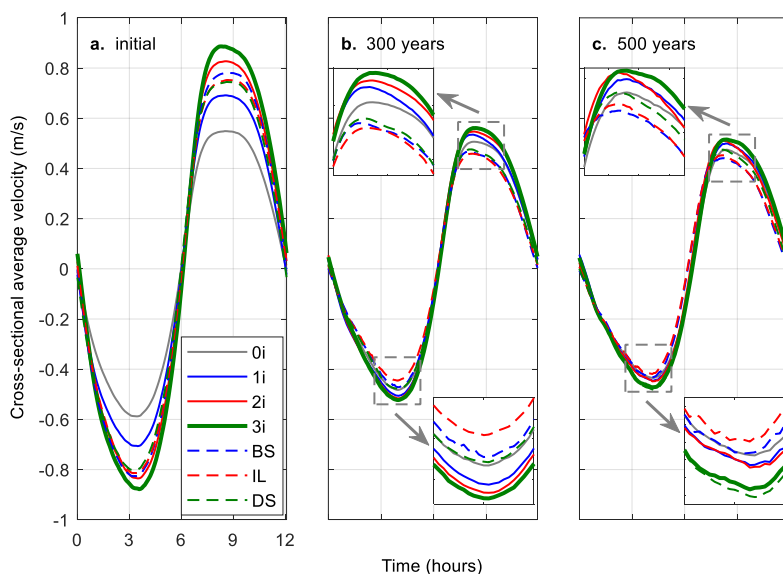 a. initial
b. 300 years
c. 500 years
Cross-sectional average velocity (m/s)
1
0.8
0.6
0.4
0.2
0
-0.2
-0.4
-0.6
-0.8
-1
0i
1i
2i
3i
BS
IL
DS
0 3 6 9 12
Time (hours)